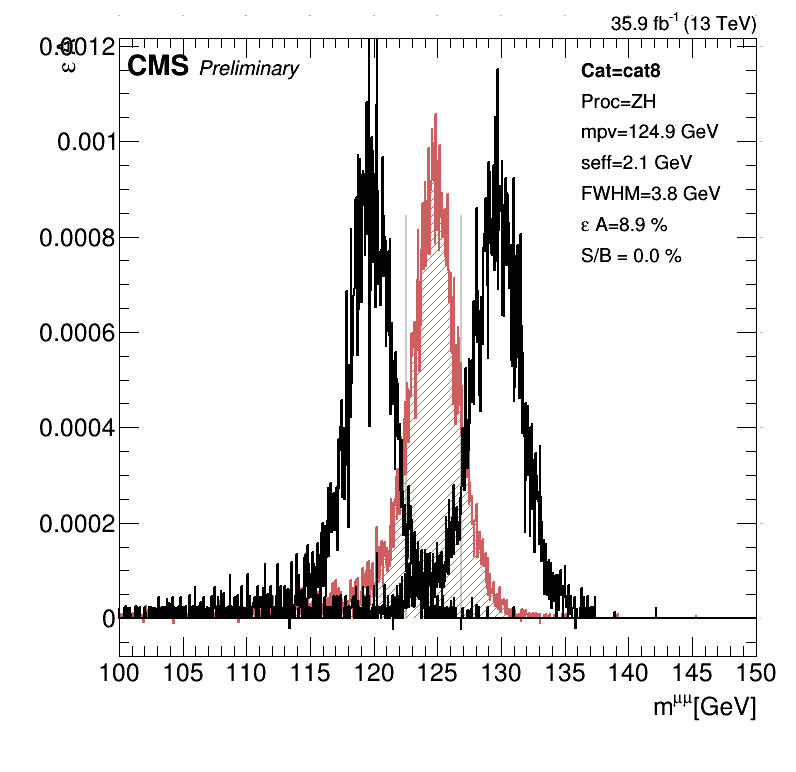 35.9 fb⁻¹ (13 TeV)
0.0012
ε
CMS Preliminary
Cat=cat8
Proc=ZH
mpv=124.9 GeV
seff=2.1 GeV
FWHM=3.8 GeV
ε A=8.9 %
S/B = 0.0 %
0.001
0.0008
0.0006
0.0004
0.0002
0
100 105 110 115 120 125 130 135 140 145 150
m^μμ[GeV]